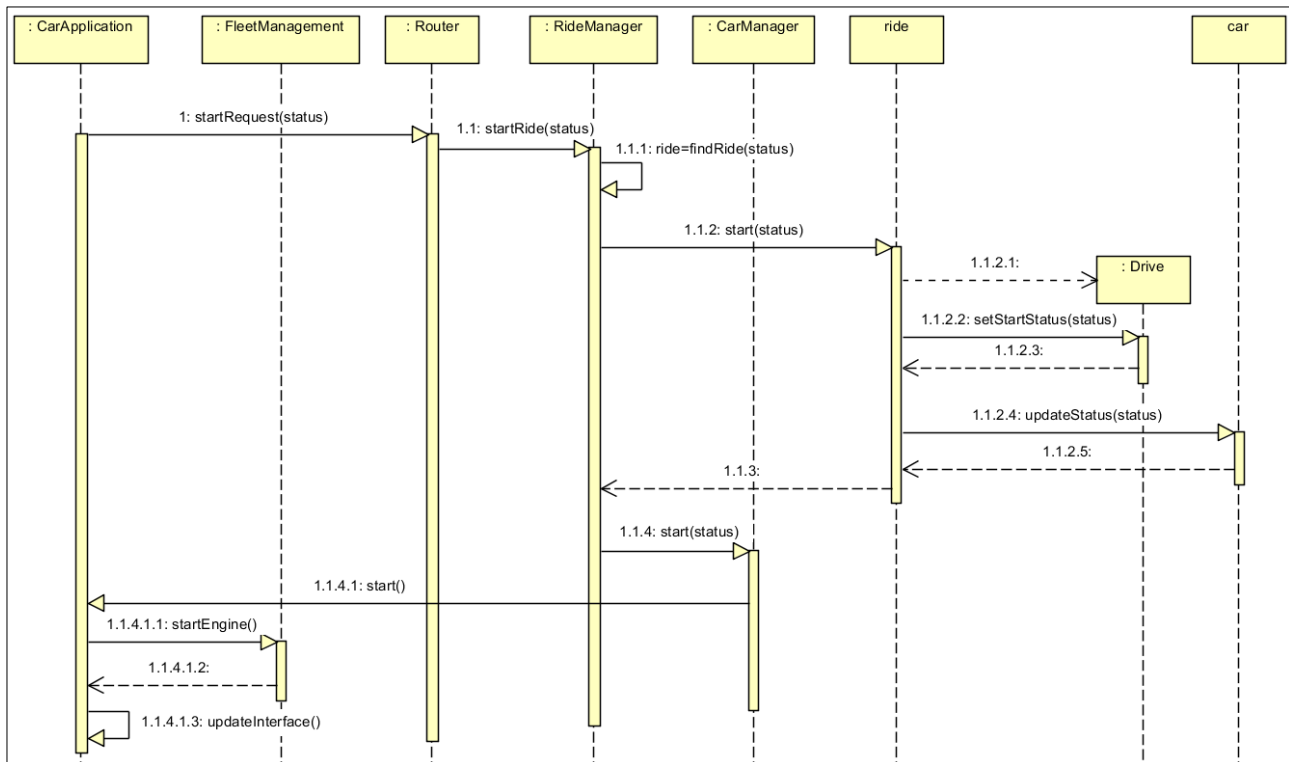 : CarApplication
: FleetManagement
: Router
: RideManager
: CarManager
ride
car
1: startRequest(status)
1.1: startRide(status)
1.1.1: ride=findRide(status)
1.1.2: start(status)
1.1.2.1:
: Drive
1.1.2.2: setStartStatus(status)
1.1.2.3:
1.1.2.4: updateStatus(status)
1.1.2.5:
1.1.3:
1.1.4: start(status)
1.1.4.1: start()
1.1.4.1.1: startEngine()
1.1.4.1.2:
1.1.4.1.3: updateInterface()